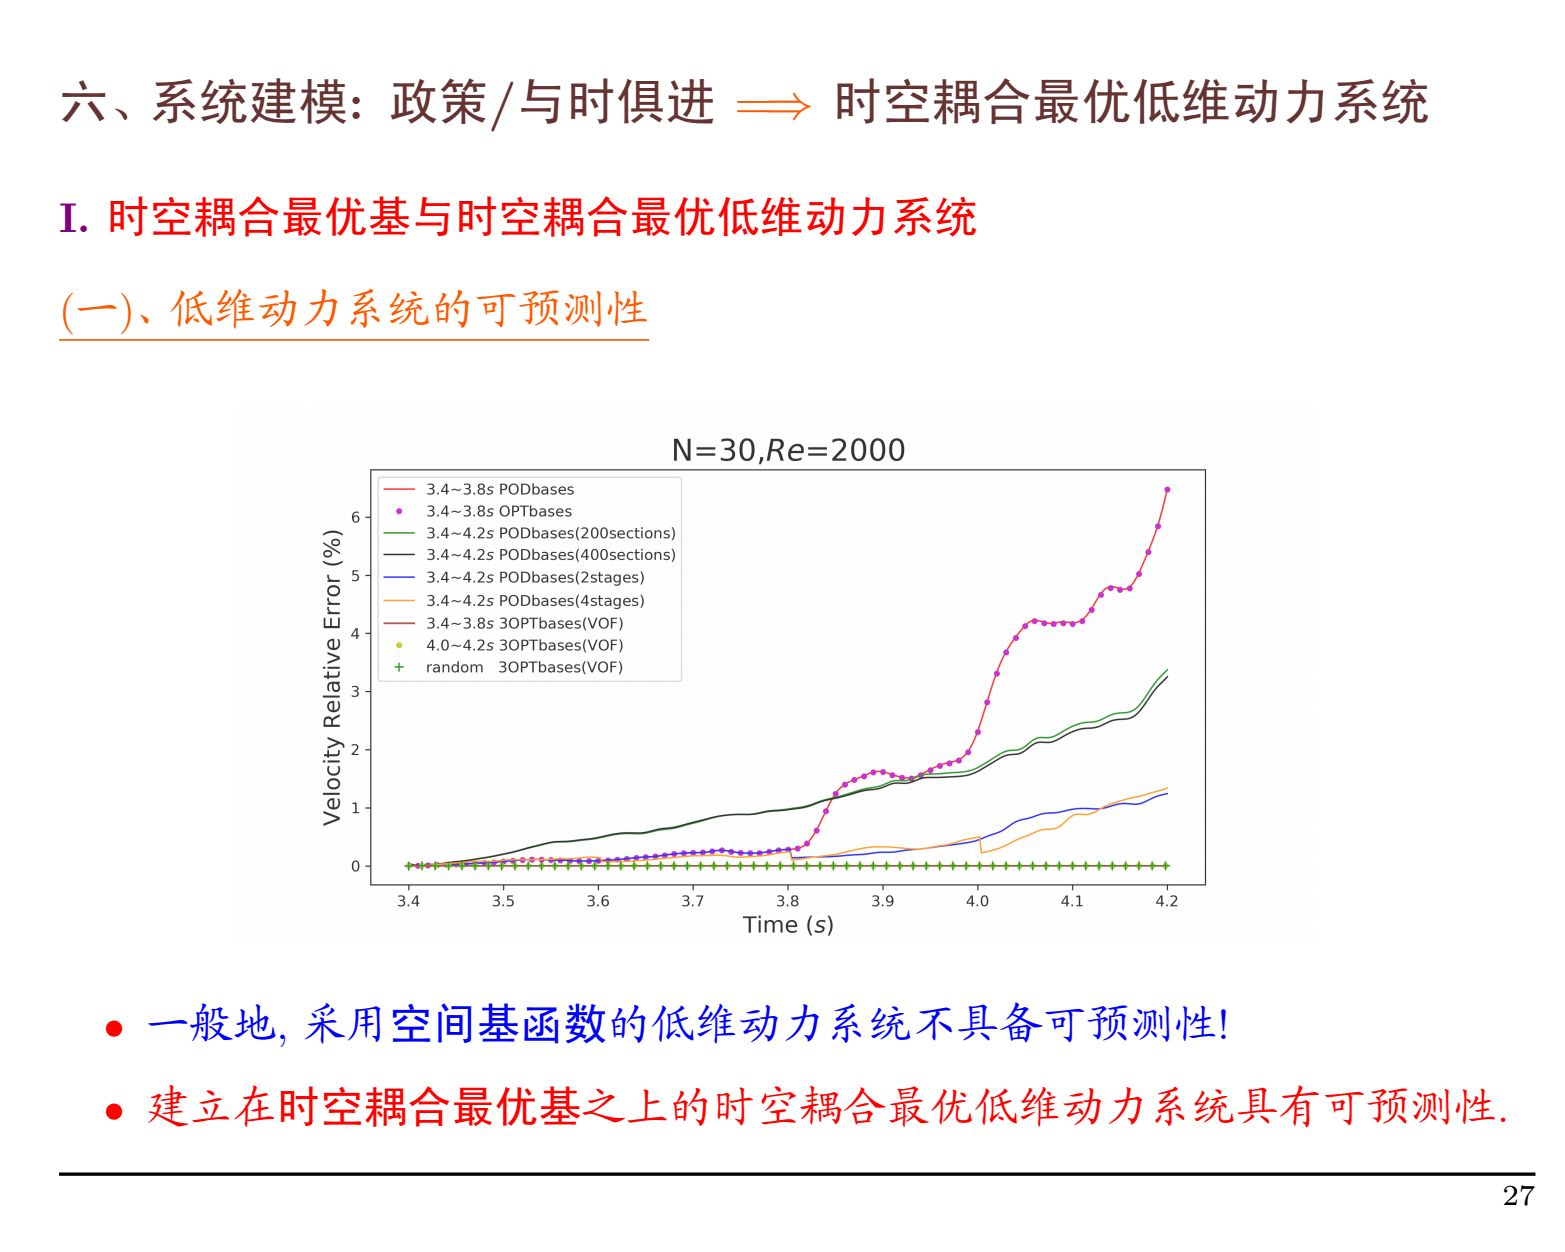 六、系统建模: 政策/与时俱进 ⟹ 时空耦合最优低维动力系统
I. 时空耦合最优基与时空耦合最优低维动力系统
(一)、低维动力系统的可预测性
N=30,Re=2000
3.4~3.8s PODbases
3.4~3.8s OPTbases
3.4~4.2s PODbases(200sections)
3.4~4.2s PODbases(400sections)
3.4~4.2s PODbases(2stages)
3.4~4.2s PODbases(4stages)
3.4~3.8s 3OPTbases(VOF)
4.0~4.2s 3OPTbases(VOF)
random 3OPTbases(VOF)
Velocity Relative Error (%)
6
5
4
3
2
1
0
3.4 3.5 3.6 3.7 3.8 3.9 4.0 4.1 4.2
Time (s)
• 一般地, 采用空间基函数的低维动力系统不具备可预测性!
• 建立在时空耦合最优基之上的时空耦合最优低维动力系统具有可预测性.
27